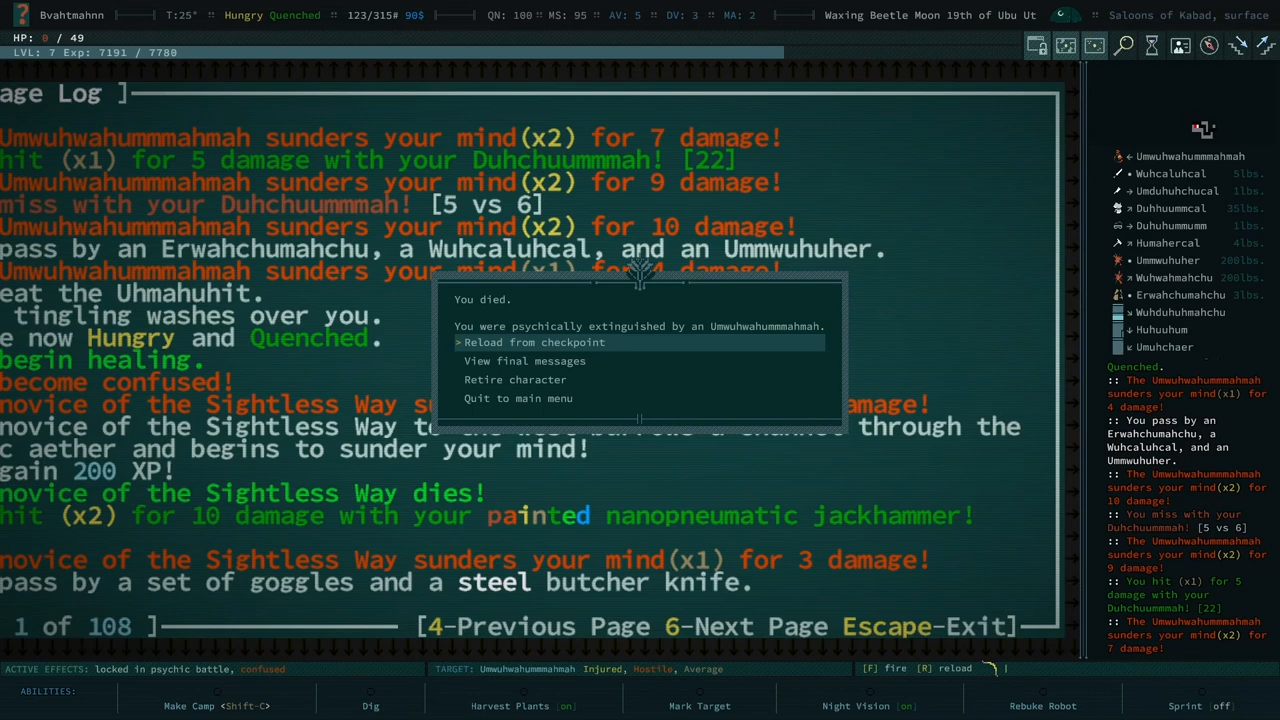 Bvahtmahn T:25° :: Hungry Quenched :: 123/315# 90$ QN: 100 :: MS: 95 :: AV: 5 :: DV: 3 :: MA: 2 Waxing Beetle Moon 19th of Ubu Ut :: Saloons of Kabad, surface
HP: 0 / 49
LVL: 7 Exp: 7191 / 7780
age Log ]
Umwuhwahummmahmah sunders your mind(x2) for 7 damage!
hit (x1) for 5 damage with your Duhchuummmah! [22]
Umwuhwahummmahmah sunders your mind(x2) for 9 damage!
miss with your Duhchuummmah! [5 vs 6]
Umwuhwahummmahmah sunders your mind(x2) for 10 damage!
pass by an Erwahchumahchu, a Wuhcaluhcal, and an Ummwuhuher.
Umwuhwahummmahmah sunders your mind(x1) for 4 damage!
eat the Uhmahuhit.
tingling washes over you.
e now Hungry and Quenched.
begin healing.
become confused!
novice of the Sightless Way su amage!
novice of the Sightless Way to through the
c aether and begins to sunder your mind!
gain 200 XP!
novice of the Sightless Way dies!
hit (x2) for 10 damage with your painted nanopneumatic jackhammer!
novice of the Sightless Way sunders your mind(x1) for 3 damage!
pass by a set of goggles and a steel butcher knife.
1 of 108 ] [4-Previous Page 6-Next Page Escape-Exit]
You died.
You were psychically extinguished by an Umwuhwahummmahmah.
> Reload from checkpoint
View final messages
Retire character
Quit to main menu
Umwuhwahummmahmah
Wuhcaluhcal 5lbs.
Umduhuhchucal 1lbs.
Duhhuummcal 35lbs.
Duhuhummumm 1lbs.
Humahercal 4lbs.
Ummwuhuher 200lbs.
Wuhwahmahchu 200lbs.
Erwahchumahchu 3lbs.
Wuhduhuhmahchu
Huhuuhum
Umuhchaer
Quenched.
:: The Umwuhwahummmahmah
sunders your mind(x1) for
4 damage!
:: You pass by an
Erwahchumahchu, a
Wuhcaluhcal, and an
Ummwuhuher.
:: The Umwuhwahummmahmah
sunders your mind(x2) for
10 damage!
:: You miss with your
Duhchuummmah! [5 vs 6]
:: The Umwuhwahummmahmah
sunders your mind(x2) for
9 damage!
:: You hit (x1) for 5
damage with your
Duhchuummmah! [22]
:: The Umwuhwahummmahmah
sunders your mind(x2) for
7 damage!
ACTIVE EFFECTS: locked in psychic battle, confused TARGET: Umwuhwahummmahmah Injured, Hostile, Average [F] fire [R] reload
ABILITIES: Make Camp <Shift-C> Dig Harvest Plants [on] Mark Target Night Vision [on] Rebuke Robot Sprint [off]